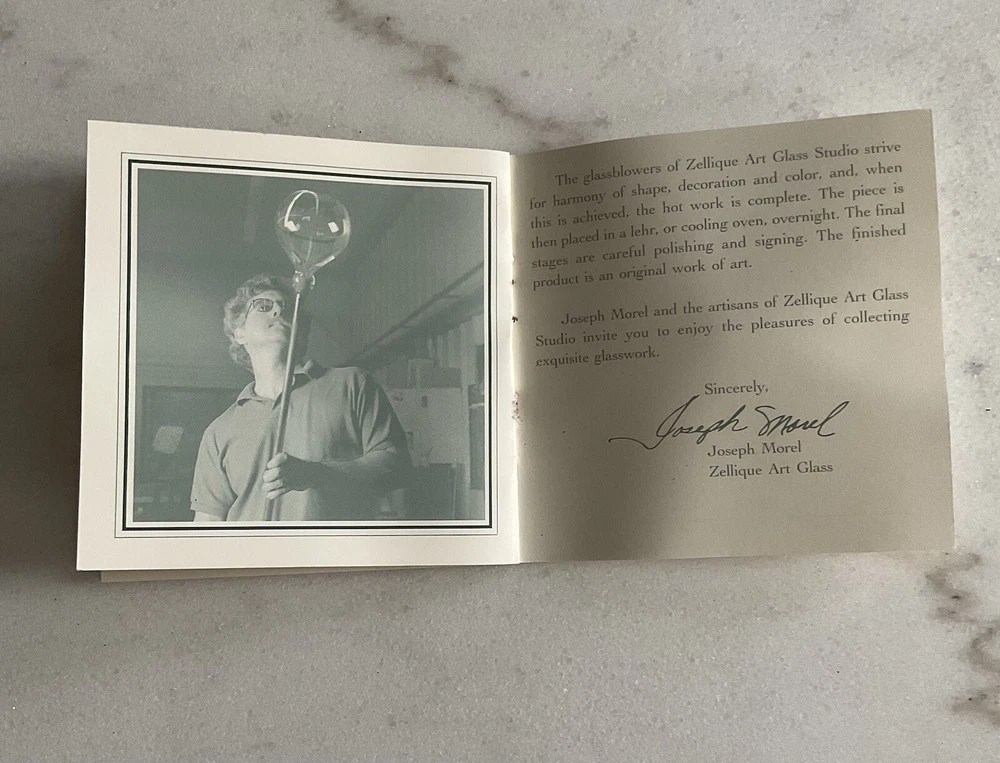 The glassblowers of Zellique Art Glass Studio strive
for harmony of shape, decoration and color, and, when
this is achieved, the hot work is complete. The piece is
then placed in a lehr, or cooling oven, overnight. The final
stages are careful polishing and signing. The finished
product is an original work of art.
Joseph Morel and the artisans of Zellique Art Glass
Studio invite you to enjoy the pleasures of collecting
exquisite glasswork.
Sincerely,
Joseph Morel
Joseph Morel
Zellique Art Glass